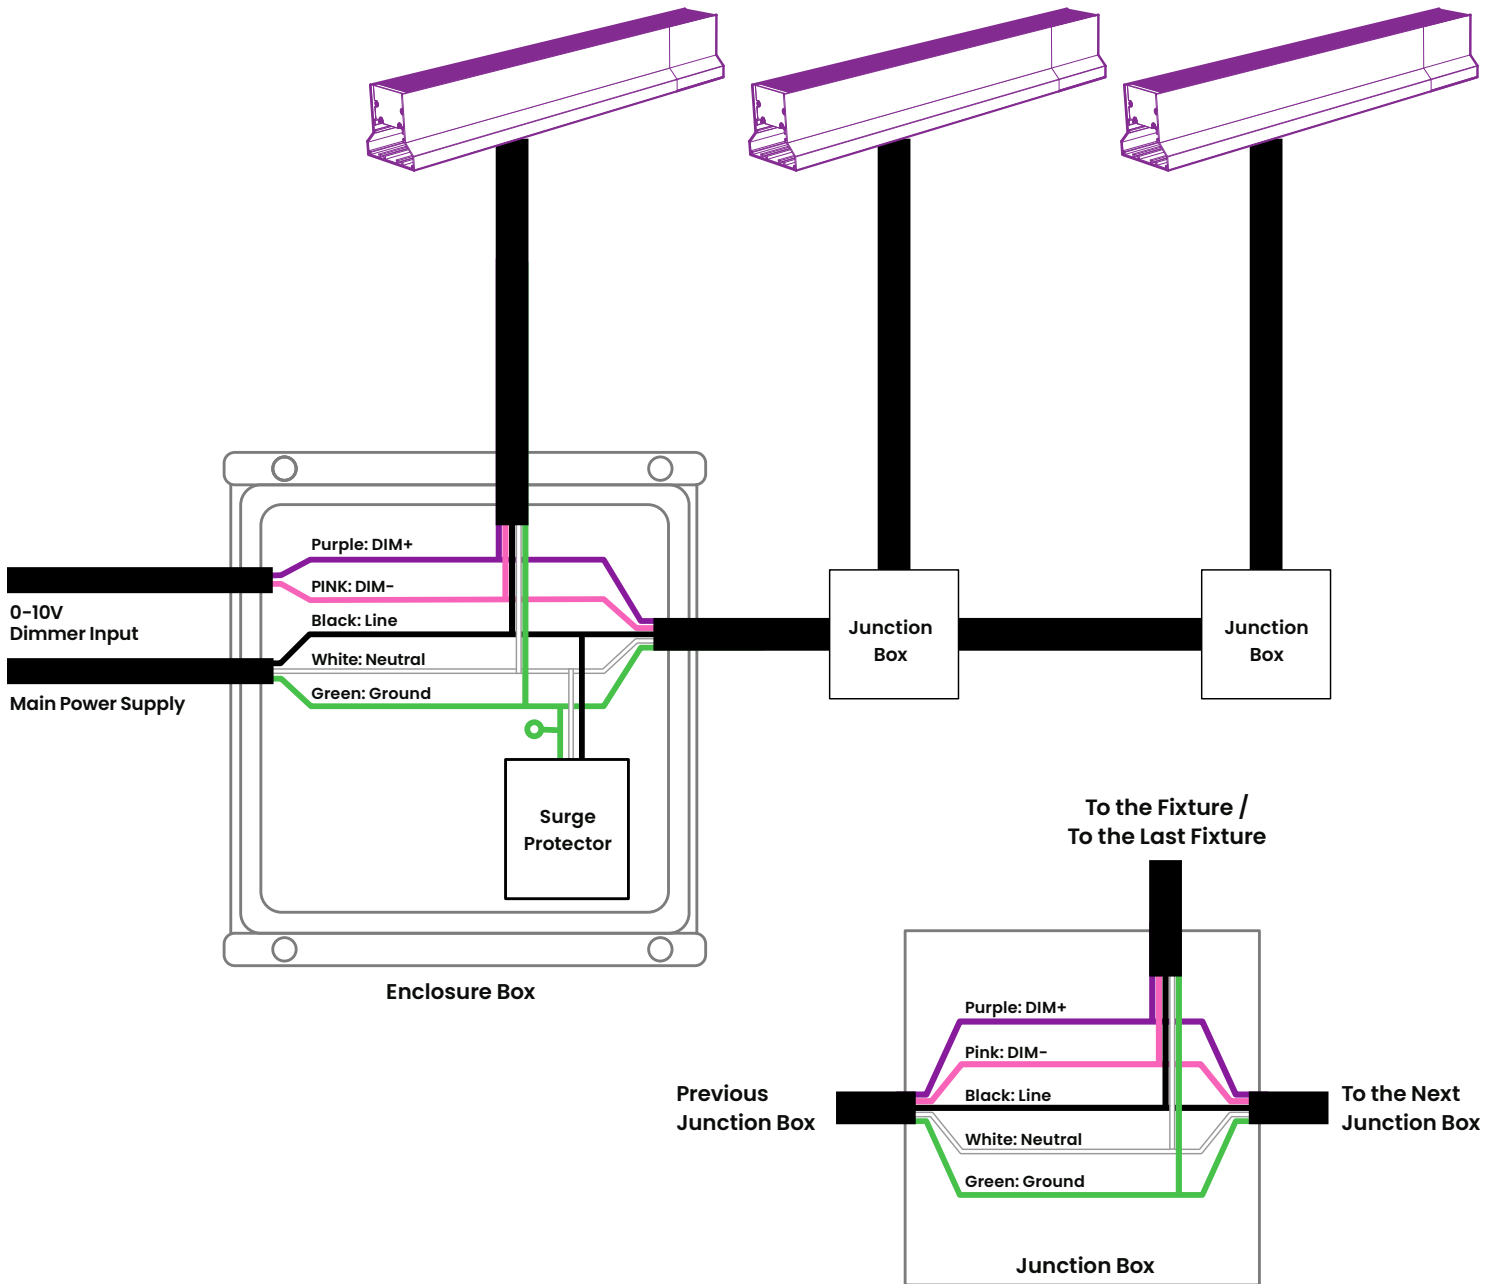 Purple: DIM+
PINK: DIM-
0-10V
Dimmer Input
Black: Line
White: Neutral
Green: Ground
Main Power Supply
Junction
Box
Junction
Box
Surge
Protector
Enclosure Box
To the Fixture /
To the Last Fixture
Purple: DIM+
Pink: DIM-
Black: Line
White: Neutral
Green: Ground
Previous
Junction Box
To the Next
Junction Box
Junction Box